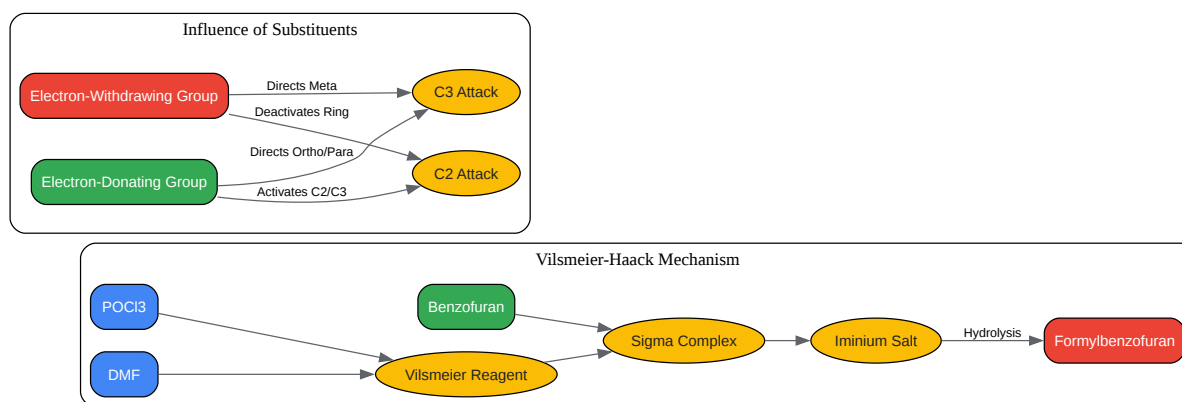 Influence of Substituents
Electron-Withdrawing Group
Directs Meta
C3 Attack
Deactivates Ring
Directs Ortho/Para
Electron-Donating Group
C2 Attack
Activates C2/C3
Vilsmeier-Haack Mechanism
POCl3
Benzofuran
Sigma Complex
Iminium Salt
Hydrolysis
Formylbenzofuran
DMF
Vilsmeier Reagent